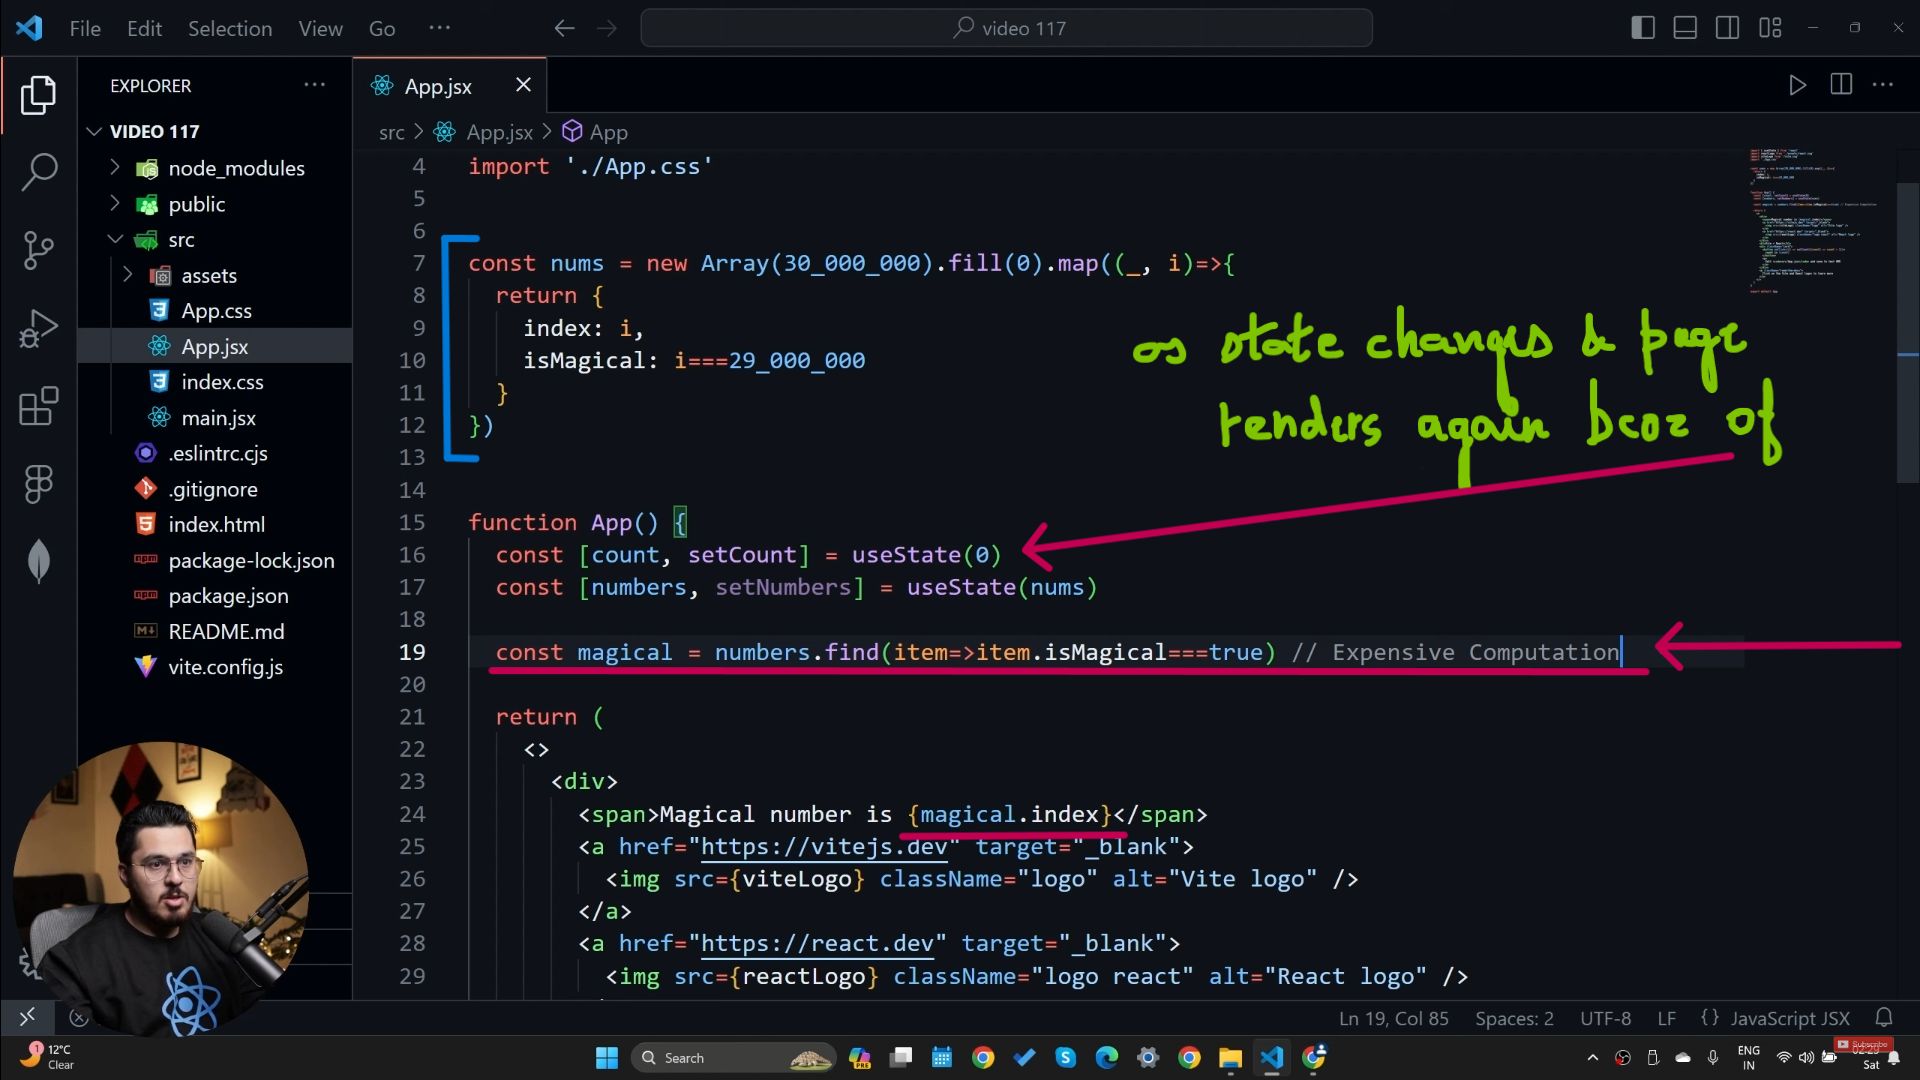 File Edit Selection View Go ··· video 117
EXPLORER ···
App.jsx
VIDEO 117
node_modules
public
src
assets
App.css
App.jsx
index.css
main.jsx
.eslintrc.cjs
.gitignore
index.html
package-lock.json
package.json
README.md
vite.config.js
src > App.jsx > App
4 import './App.css'
5
6
7 const nums = new Array(30_000_000).fill(0).map((_, i)=>{
8 return {
9 index: i,
10 isMagical: i===29_000_000
11 }
12 })
13
14
15 function App() {
16 const [count, setCount] = useState(0)
17 const [numbers, setNumbers] = useState(nums)
18
19 const magical = numbers.find(item=>item.isMagical===true) // Expensive Computation
20
21 return (
22 <>
23 <div>
24 <span>Magical number is {magical.index}</span>
25 <a href="https://vitejs.dev" target="_blank">
26 <img src={viteLogo} className="logo" alt="Vite logo" />
27 </a>
28 <a href="https://react.dev" target="_blank">
29 <img src={reactLogo} className="logo react" alt="React logo" />
as state changes & page
renders again bcoz of
Ln 19, Col 85 Spaces: 2 UTF-8 LF {} JavaScript JSX
1
12°C
Clear
Search
PRE
ENG
IN
Subscribe
Sat